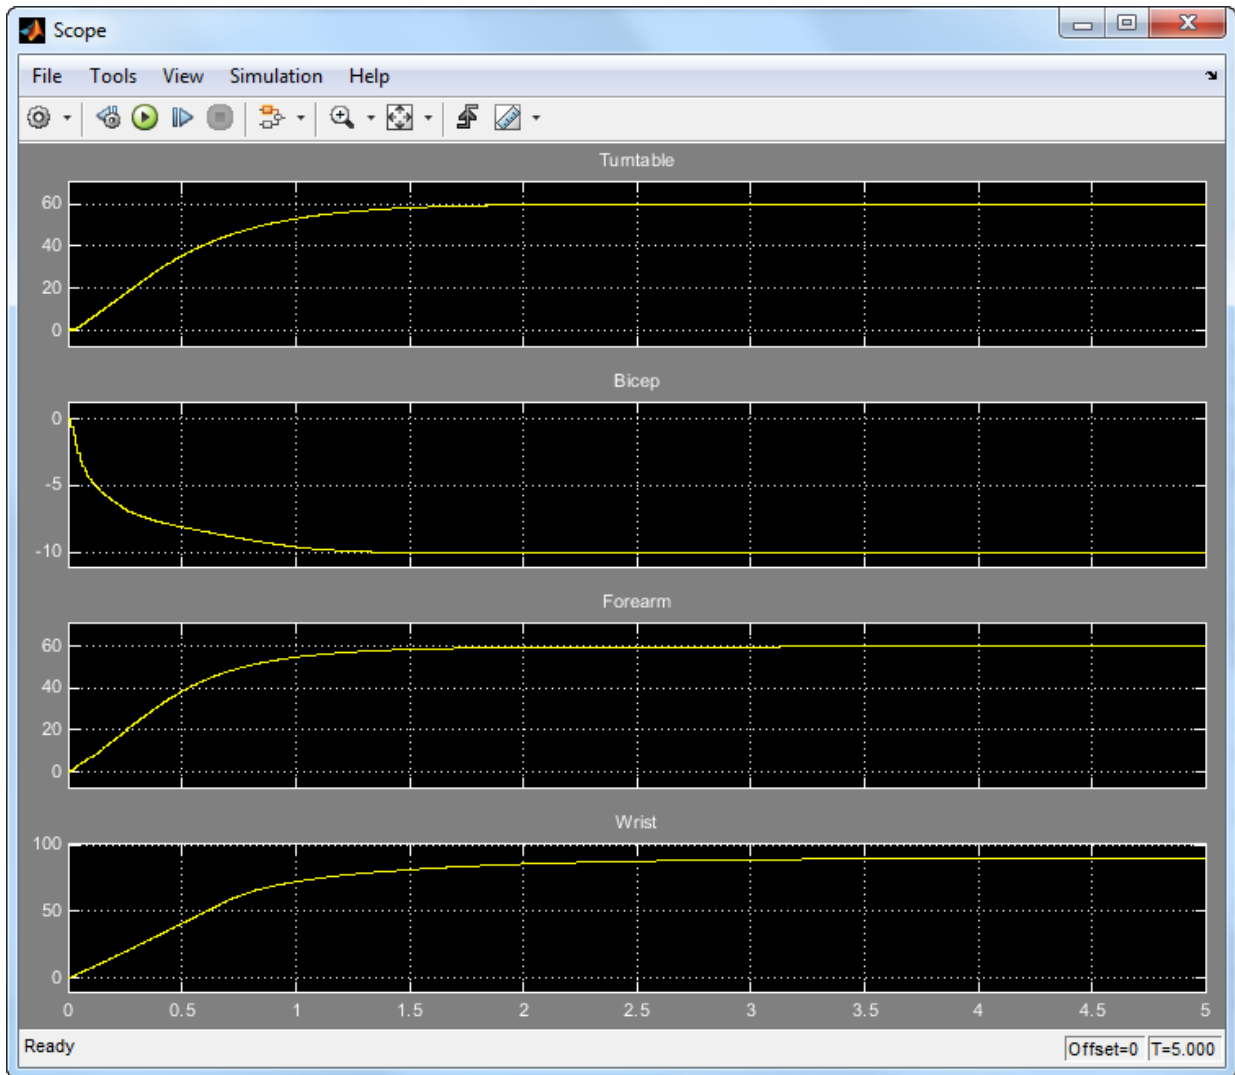 Scope
File Tools View Simulation Help
Turntable
60
40
20
0
Bicep
0
-5
-10
Forearm
60
40
20
0
Wrist
100
50
0
0 0.5 1 1.5 2 2.5 3 3.5 4 4.5 5
Ready Offset=0 T=5.000